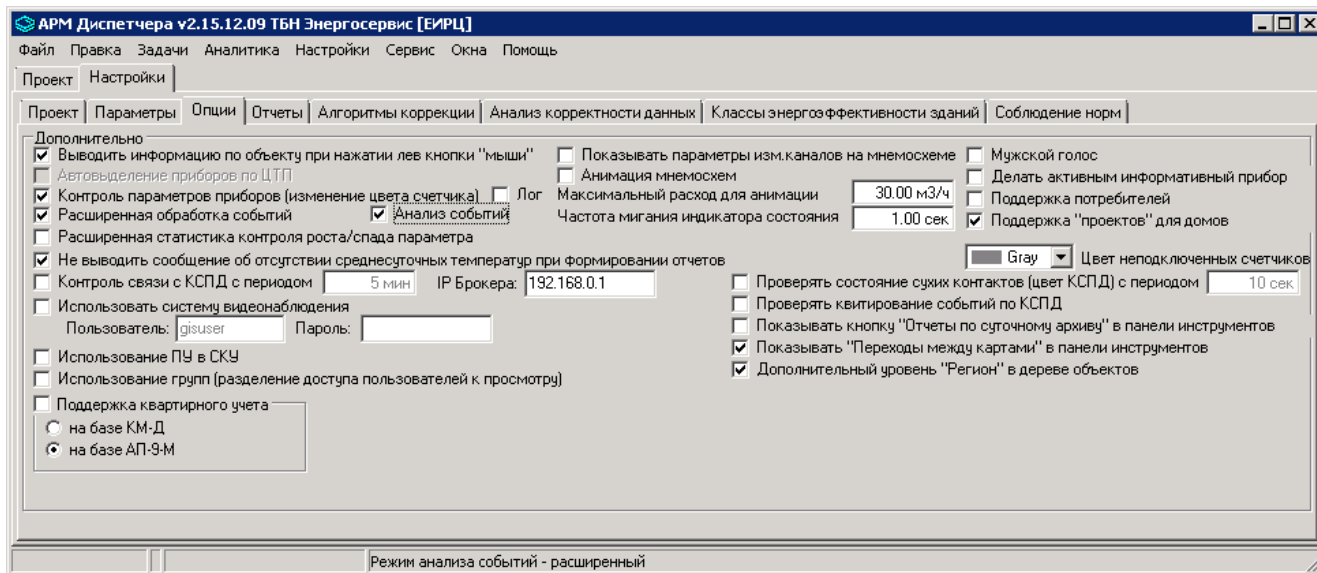 АРМ Диспетчера v2.15.12.09 ТБН Энергосервис [ЕИРЦ]
Файл Правка Задачи Аналитика Настройки Сервис Окна Помощь
Проект Настройки
Проект Параметры Опции Отчеты Алгоритмы коррекции Анализ корректности данных Классы энергоэффективности зданий Соблюдение норм
Дополнительно
Выводить информацию по объекту при нажатии лев кнопки "мыши" Показывать параметры изм.каналов на мнемосхеме Мужской голос
Автовыделение приборов по ЦТП Анимация мнемосхем Делать активным информативный прибор
Контроль параметров приборов (изменение цвета счетчика) Лог Максимальный расход для анимации 30.00 м3/ч Поддержка потребителей
Расширенная обработка событий Анализ событий Частота мигания индикатора состояния 1.00 сек Поддержка "проектов" для домов
Расширенная статистика контроля роста/спада параметра
Не выводить сообщение об отсутствии среднесуточных температур при формировании отчетов Gray Цвет неподключенных счетчиков
Контроль связи с КСПД с периодом 5 мин IP Брокера: 192.168.0.1 Проверять состояние сухих контактов (цвет КСПД) с периодом 10 сек
Использовать систему видеонаблюдения Проверять квитирование событий по КСПД
Пользователь: gisuser Пароль: Показывать кнопку "Отчеты по суточному архиву" в панели инструментов
Использование ПУ в СКУ Показывать "Переходы между картами" в панели инструментов
Использование групп (разделение доступа пользователей к просмотру) Дополнительный уровень "Регион" в дереве объектов
Поддержка квартирного учета
на базе КМ-Д
на базе АП-9-М
Режим анализа событий - расширенный